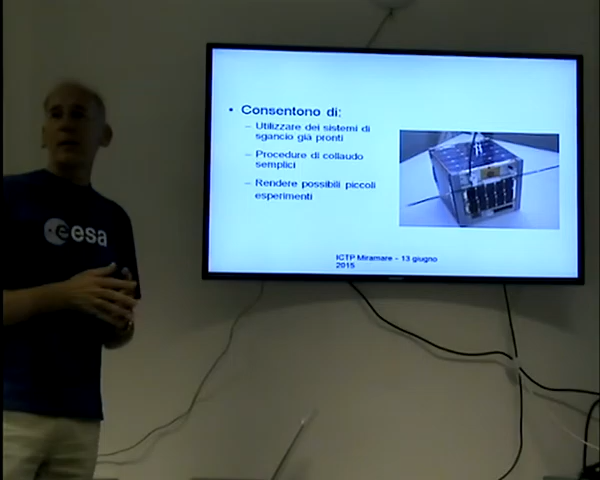 • Consentono di:
– Utilizzare dei sistemi di
sgancio già pronti
– Procedure di collaudo
semplici
– Rendere possibili piccoli
esperimenti
ICTP Miramare - 13 giugno
2015
esa